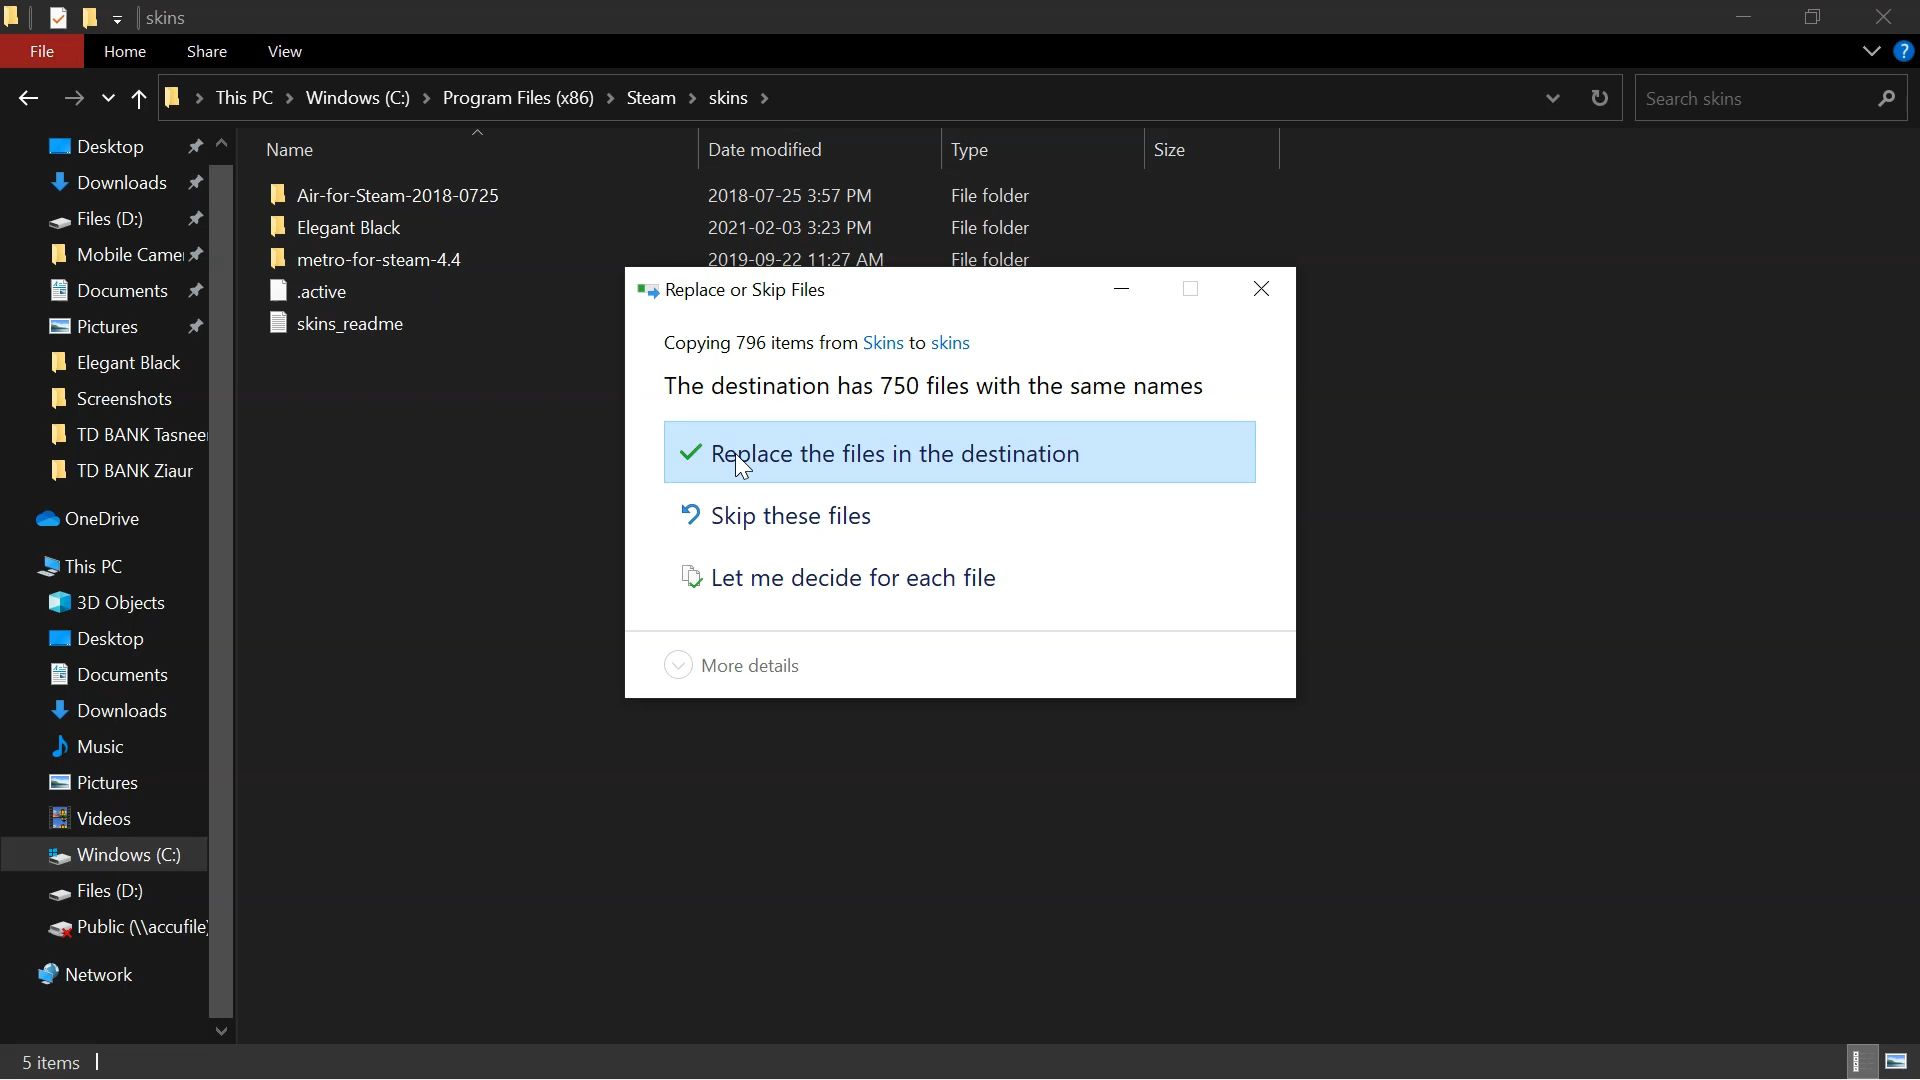 skins
File Home Share View
This PC Windows (C:) Program Files (x86) Steam skins
Search skins
Name Date modified Type Size
Air-for-Steam-2018-0725 2018-07-25 3:57 PM File folder
Elegant Black 2021-02-03 3:23 PM File folder
metro-for-steam-4.4 2019-09-22 11:27 AM File folder
.active
skins_readme
Desktop
Downloads
Files (D:)
Mobile Camer
Documents
Pictures
Elegant Black
Screenshots
TD BANK Tasnee
TD BANK Ziaur
OneDrive
This PC
3D Objects
Desktop
Documents
Downloads
Music
Pictures
Videos
Windows (C:)
Files (D:)
Public (\\accufile)
Network
Replace or Skip Files
Copying 796 items from Skins to skins
The destination has 750 files with the same names
Replace the files in the destination
Skip these files
Let me decide for each file
More details
5 items